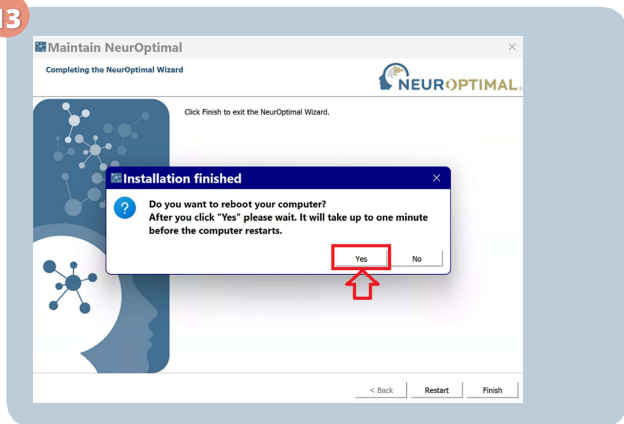 13
Maintain NeurOptimal
Completing the NeurOptimal Wizard
NEUROPTIMAL.
Click Finish to exit the NeurOptimal Wizard.
Installation finished
Do you want to reboot your computer?
After you click "Yes" please wait. It will take up to one minute
before the computer restarts.
Yes No
< Back Restart Finish